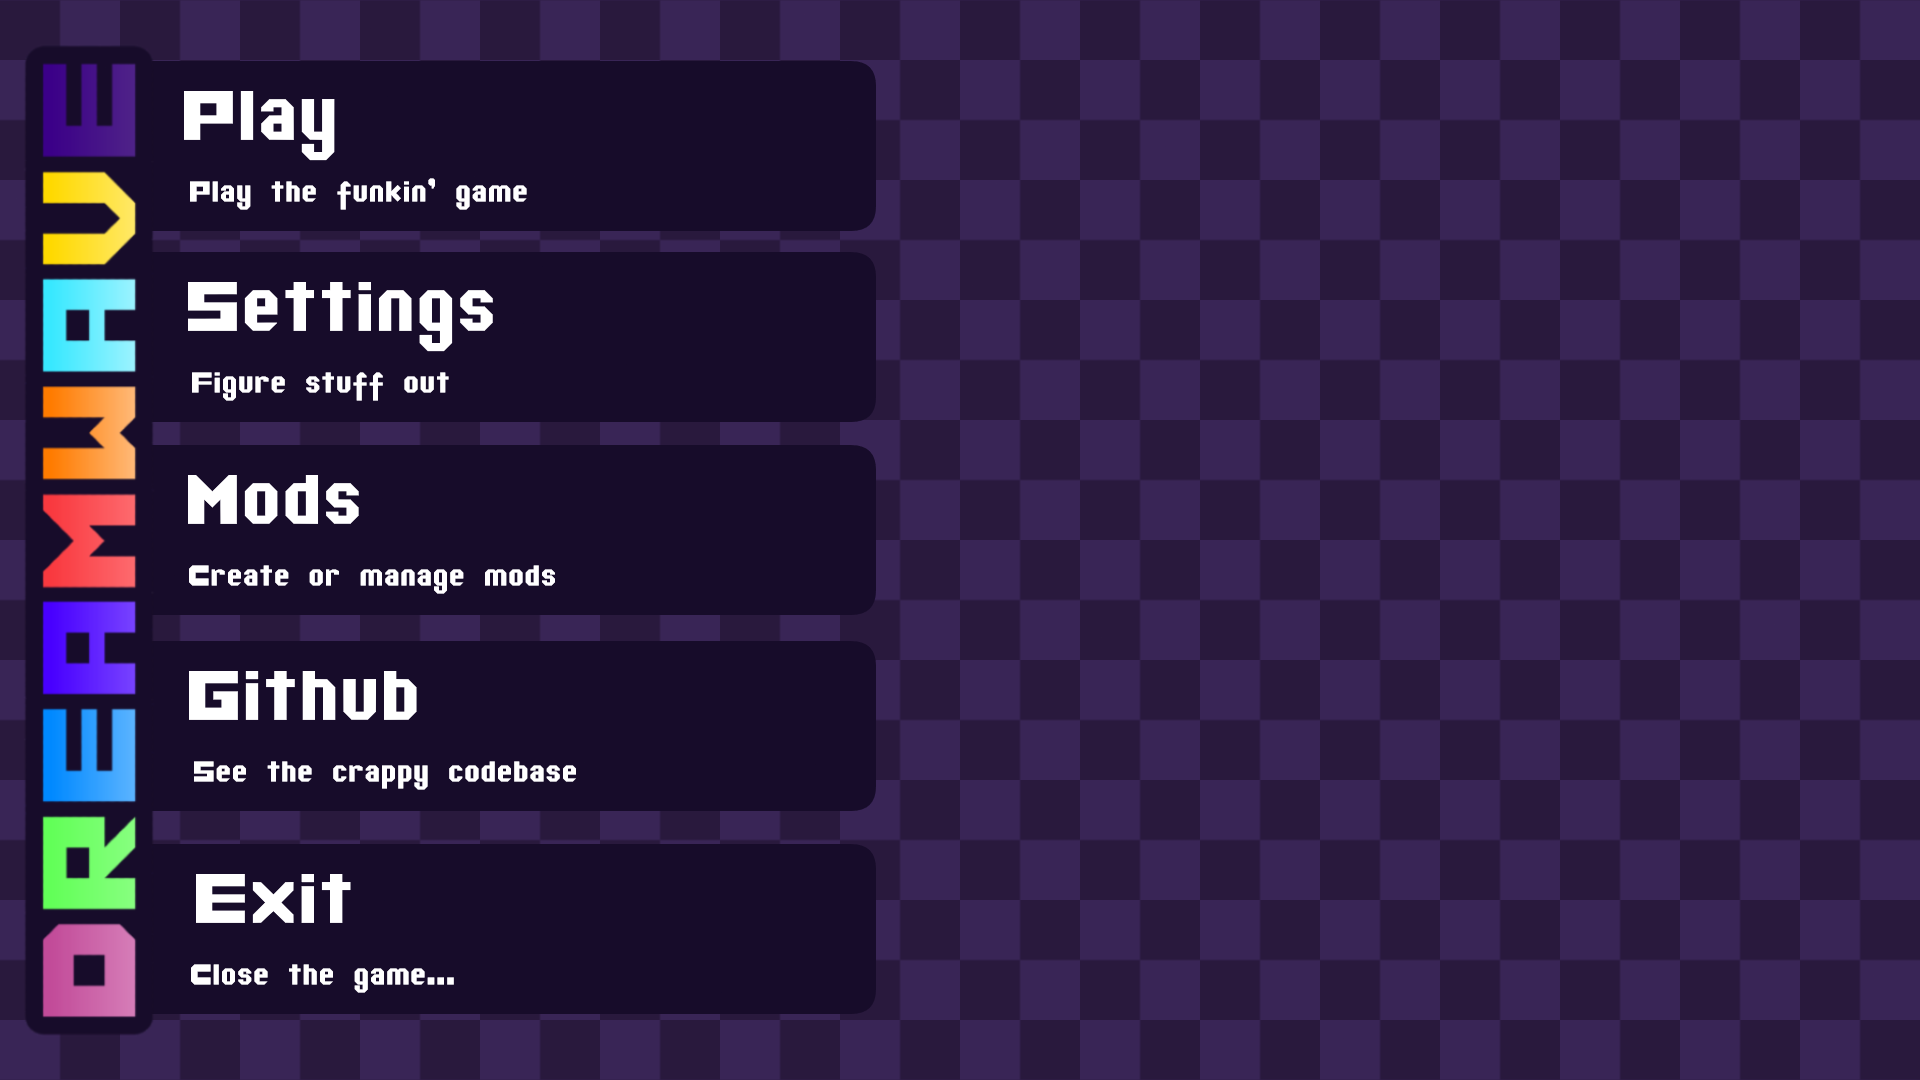 DREAMWAVE
Play
Play the funkin' game
Settings
Figure stuff out
Mods
Create or manage mods
Github
See the crappy codebase
Exit
Close the game...